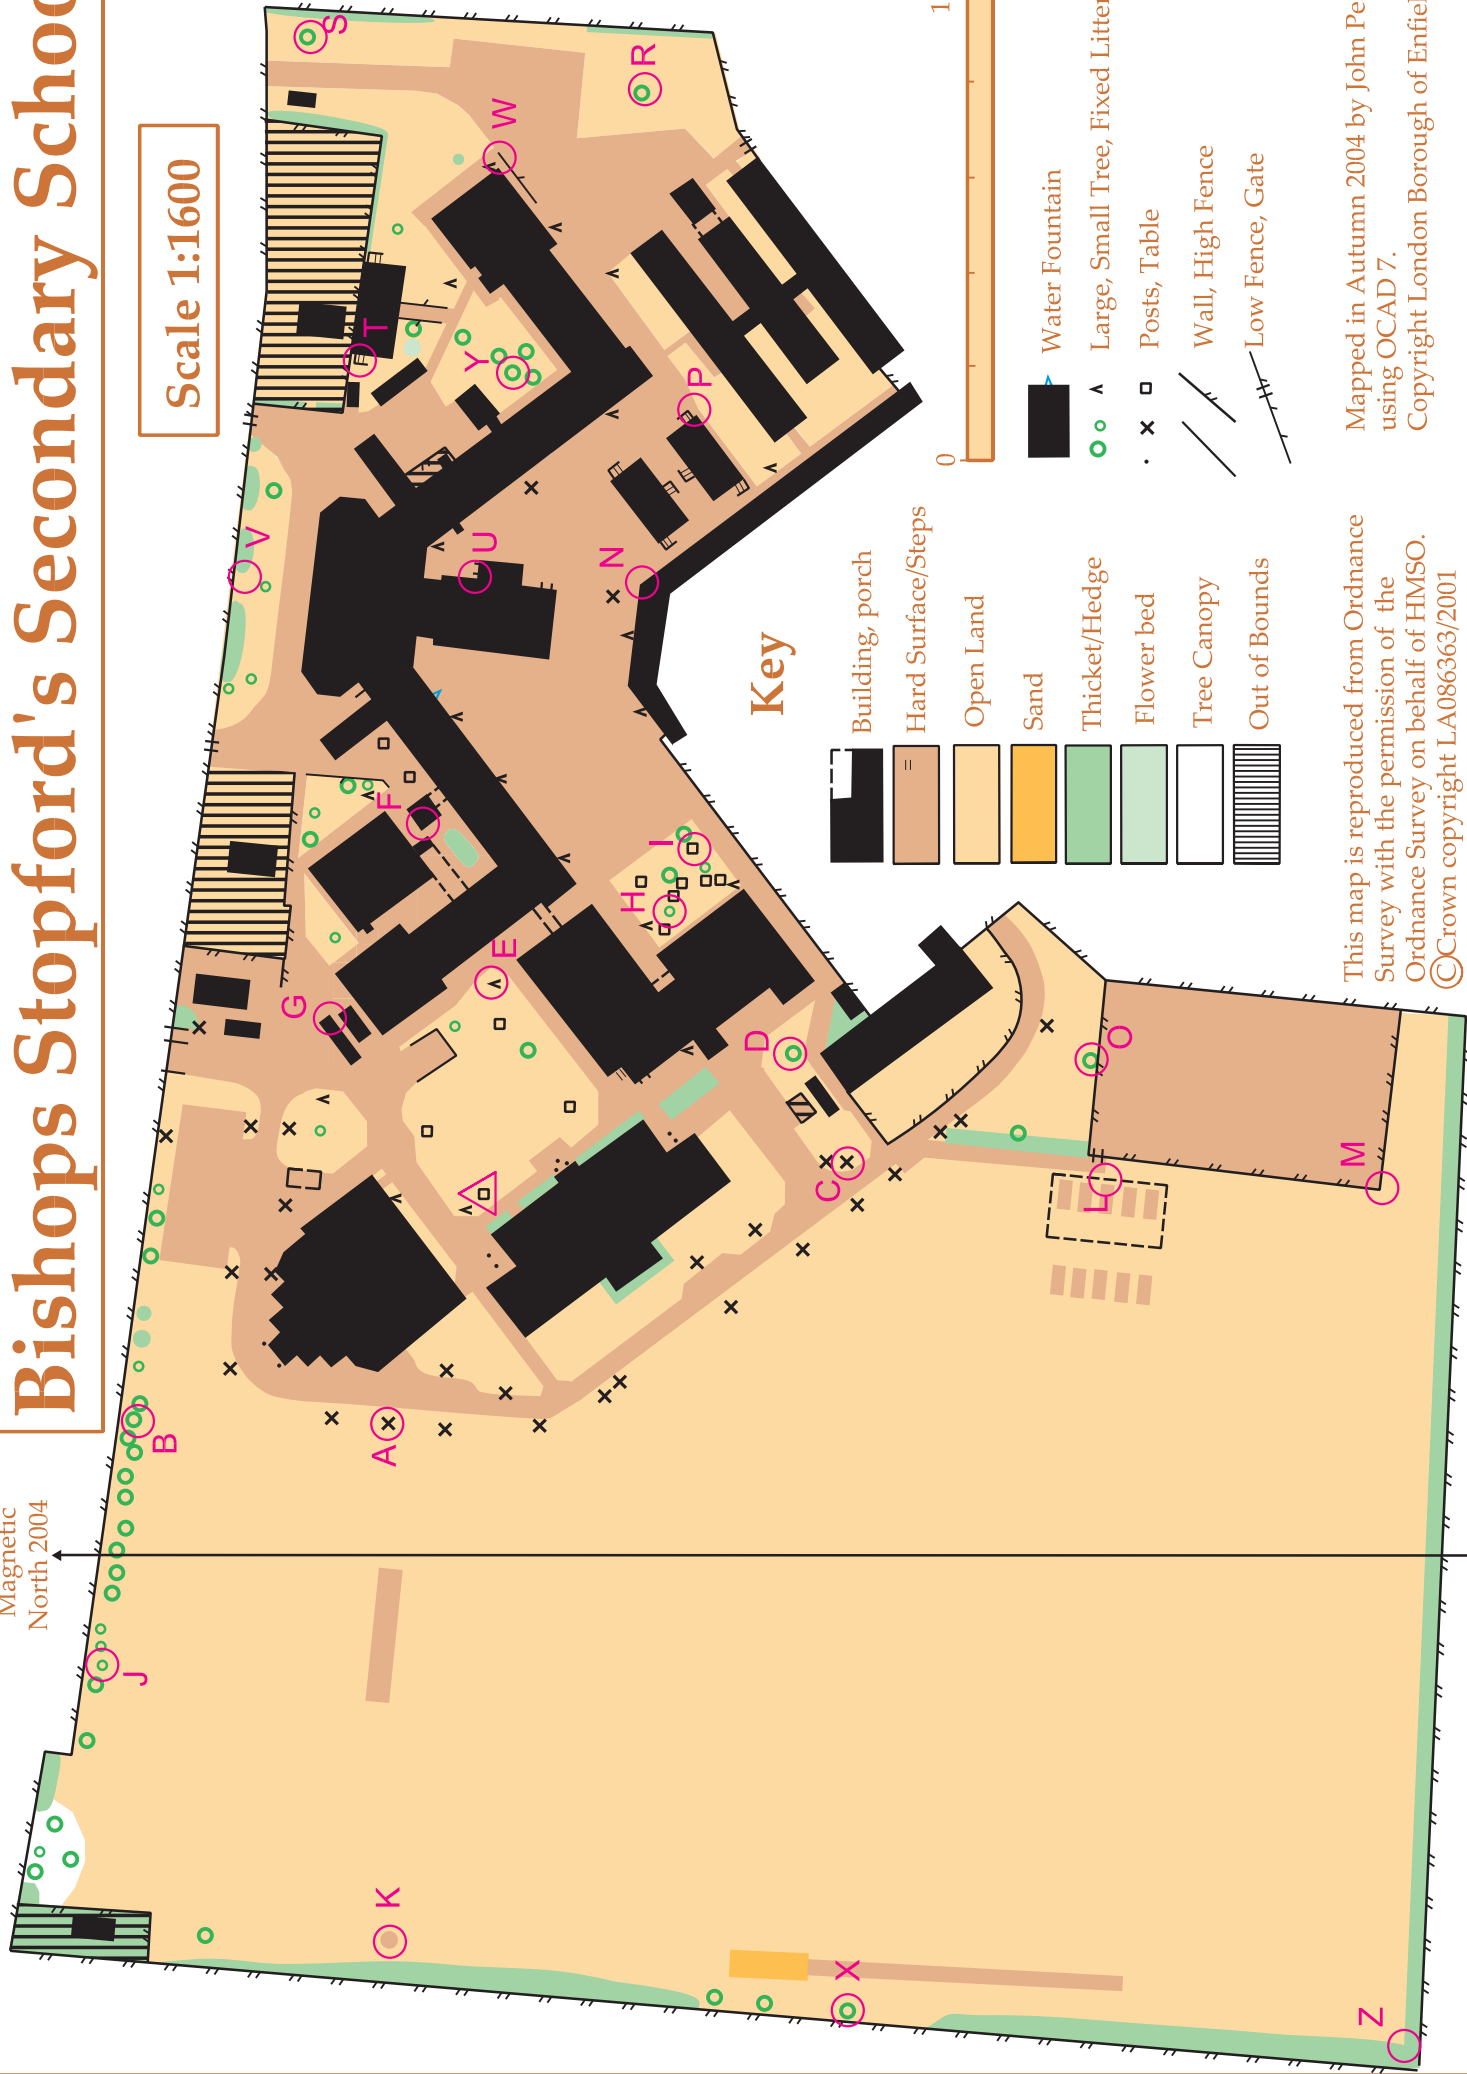 Bishops Stopford's Secondary Schoo
Scale 1:1600
Magnetic
North 2004
S
R
W
T
Y
P
V
U
N
F
I
H
E
G
D
O
C
L
M
A
B
J
K
X
Z
Key
Building, porch
Hard Surface/Steps
Open Land
Sand
Thicket/Hedge
Flower bed
Tree Canopy
Out of Bounds
0
1
Water Fountain
Large, Small Tree, Fixed Litter
Posts, Table
Wall, High Fence
Low Fence, Gate
This map is reproduced from Ordnance
Survey with the permission of the
Ordnance Survey on behalf of HMSO.
©Crown copyright LA086363/2001
Mapped in Autumn 2004 by John Pe
using OCAD 7.
Copyright London Borough of Enfiel